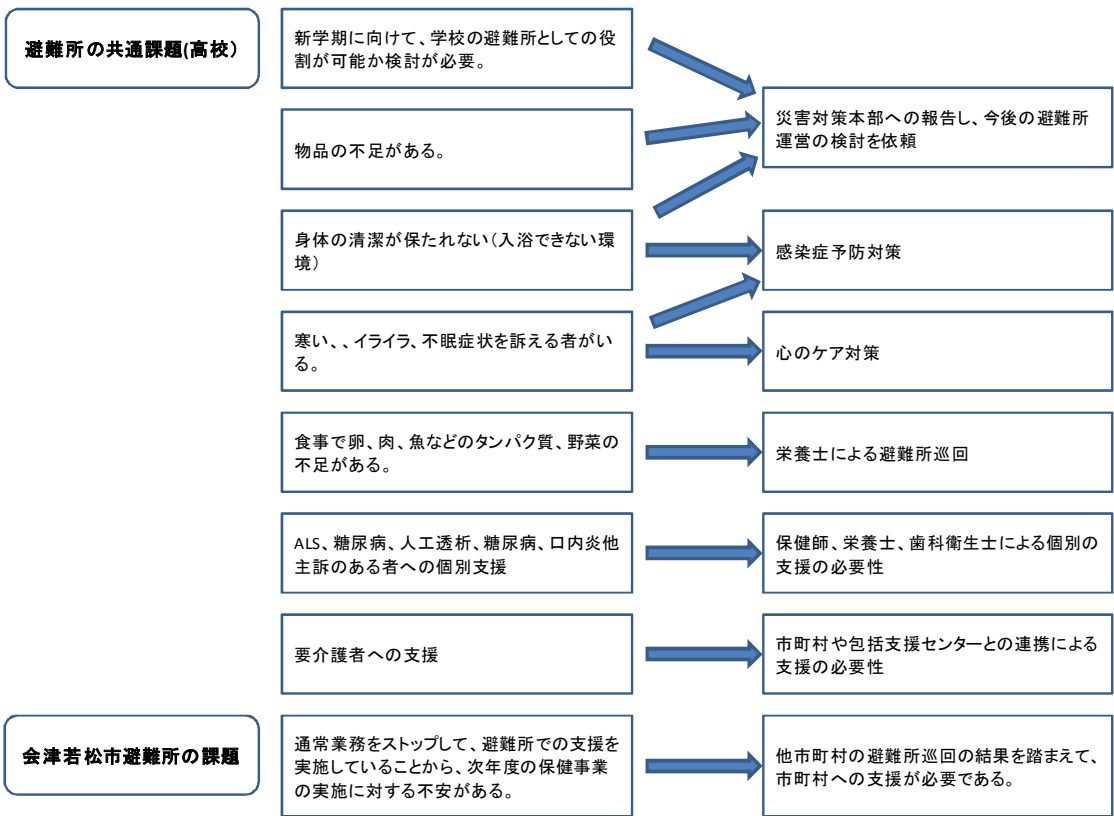 避難所の共通課題(高校)
新学期に向けて、学校の避難所としての役
割が可能か検討が必要。
災害対策本部への報告し、今後の避難所
運営の検討を依頼
物品の不足がある。
身体の清潔が保たれない(入浴できない環
境)
感染症予防対策
寒い、、イライラ、不眠症状を訴える者がい
る。
心のケア対策
食事で卵、肉、魚などのタンパク質、野菜の
不足がある。
栄養士による避難所巡回
ALS、糖尿病、人工透析、糖尿病、口内炎他
主訴のある者への個別支援
保健師、栄養士、歯科衛生士による個別の
支援の必要性
要介護者への支援
市町村や包括支援センターとの連携による
支援の必要性
会津若松市避難所の課題
通常業務をストップして、避難所での支援を
実施していることから、次年度の保健事業
の実施に対する不安がある。
他市町村の避難所巡回の結果を踏まえて、
市町村への支援が必要である。